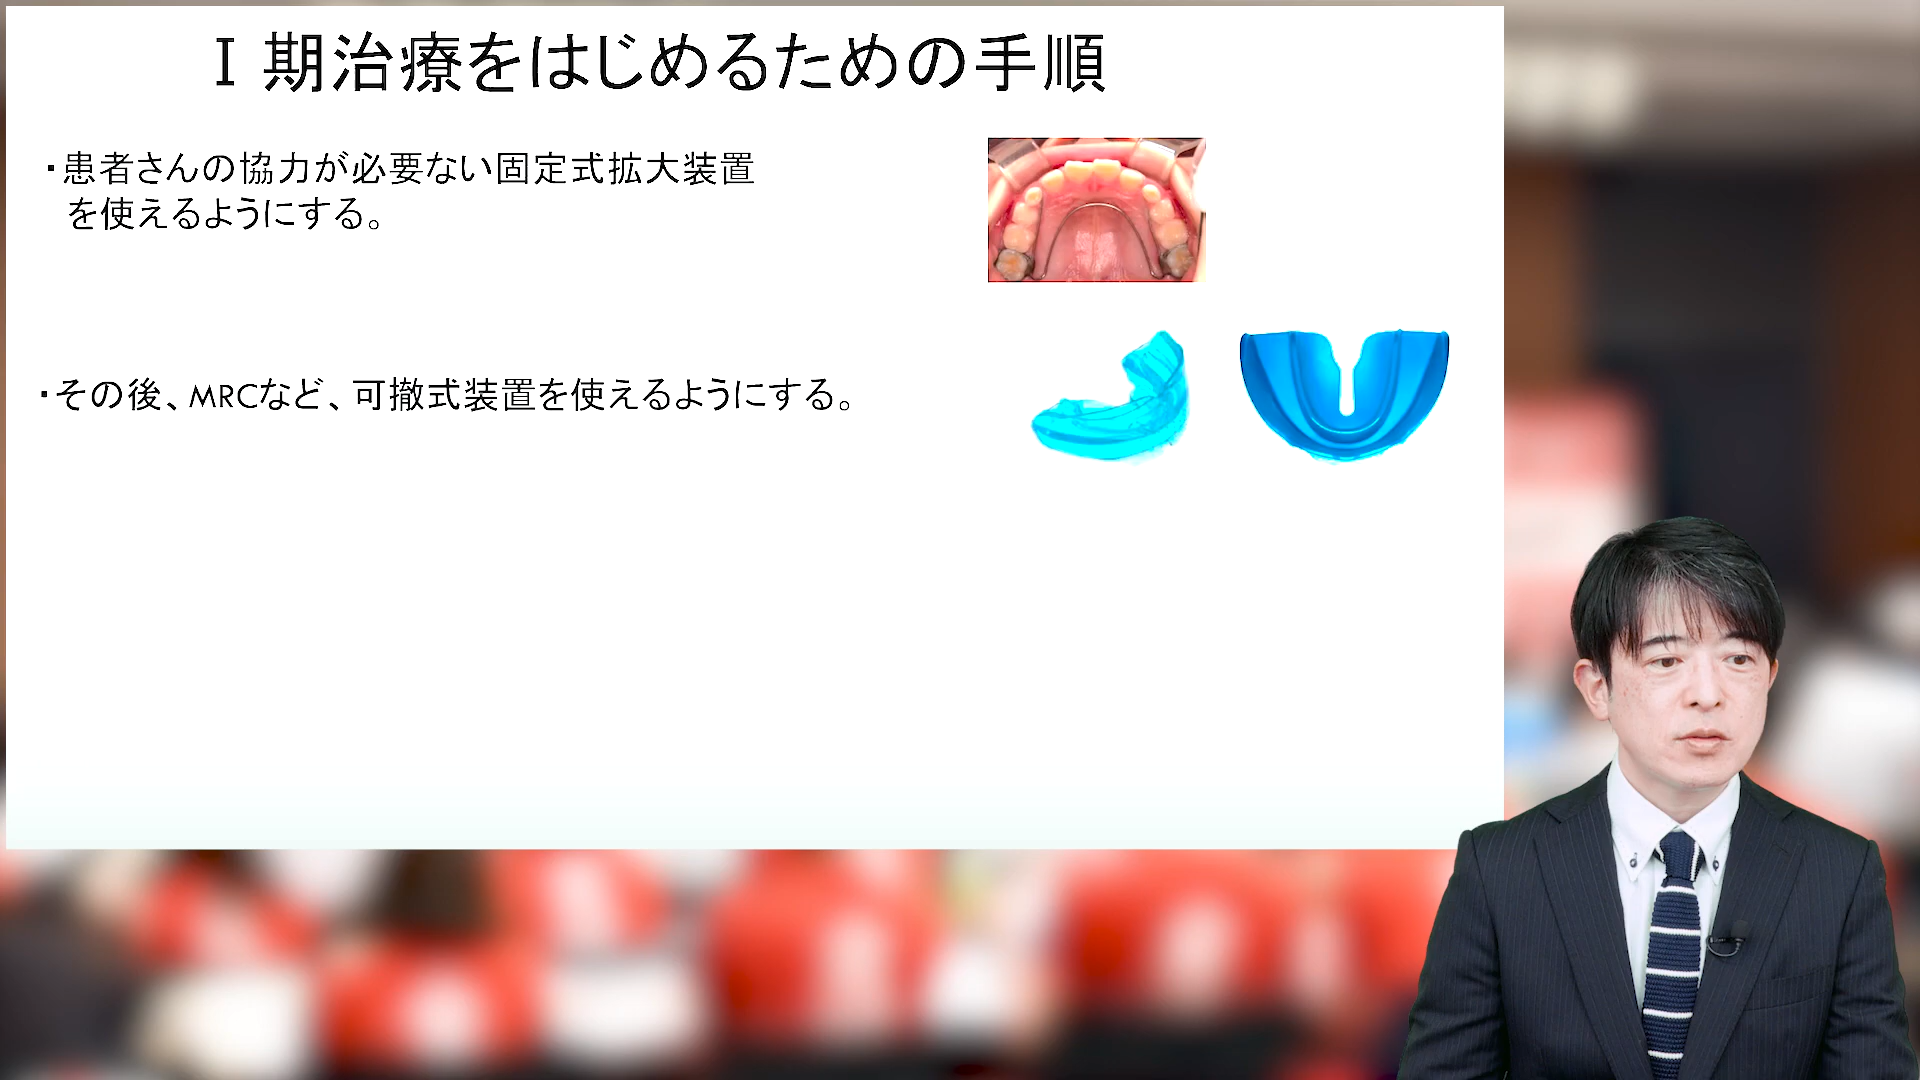 Ⅰ 期治療をはじめるための手順
・患者さんの協力が必要ない固定式拡大装置
を使えるようにする。
・その後、MRCなど、可撤式装置を使えるようにする。